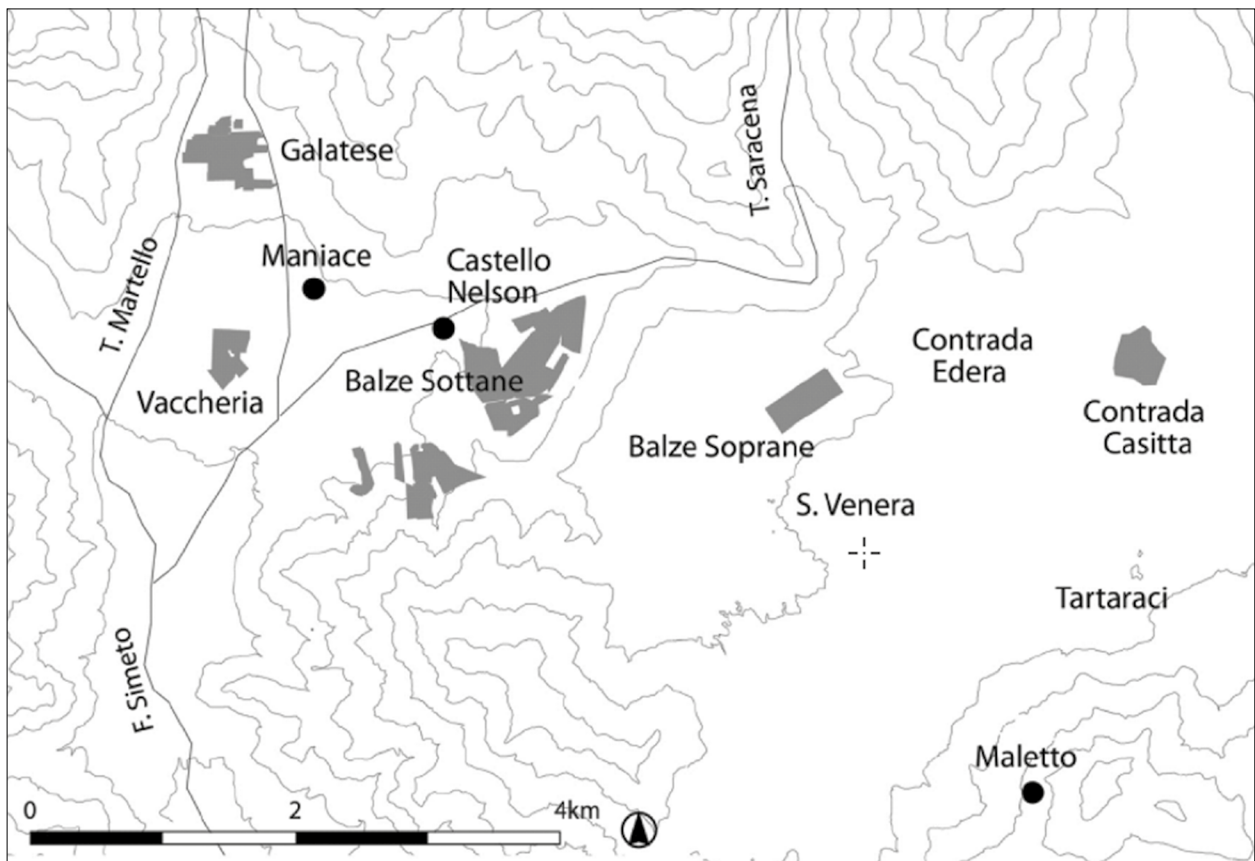 Galatese
T. Saracena
Maniace
Castello
Nelson
T. Martello
Contrada
Edera
Balze Sottane
Vaccheria
Contrada
Casitta
Balze Soprane
S. Venera
Tartaraci
F. Simeto
Maletto
0 2 4km